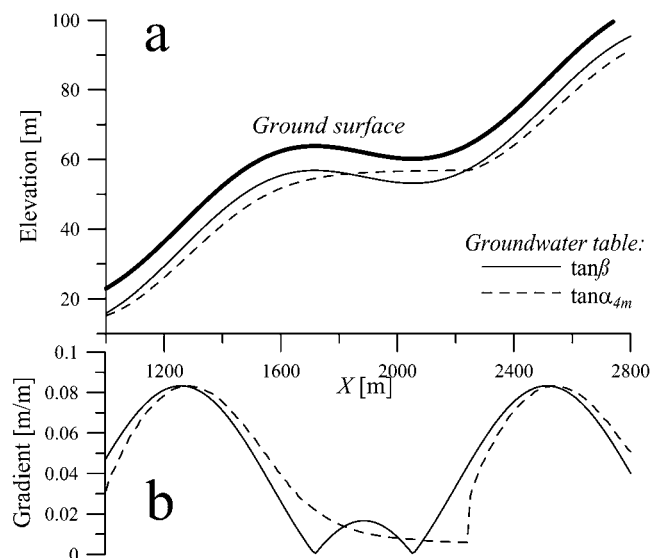 a
100
80
60
40
20
Elevation [m]
Ground surface
Groundwater table:
tanβ
tanα4m
1200
1600
2000
2400
2800
X [m]
0.1
0.08
0.06
0.04
0.02
0
Gradient [m/m]
b